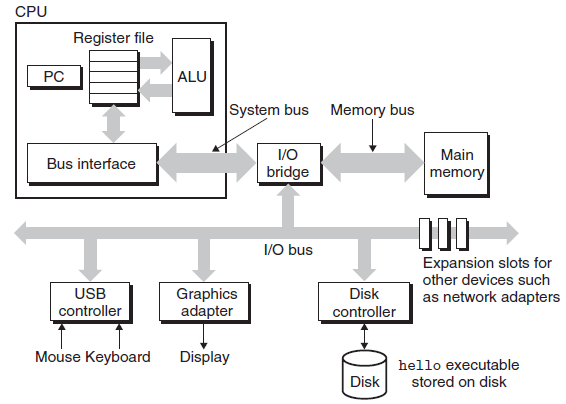 CPU
Register file
PC
ALU
System bus
Memory bus
Bus interface
I/O
bridge
Main
memory
I/O bus
Expansion slots for
other devices such
as network adapters
USB
controller
Graphics
adapter
Disk
controller
Mouse Keyboard
Display
Disk
hello executable
stored on disk